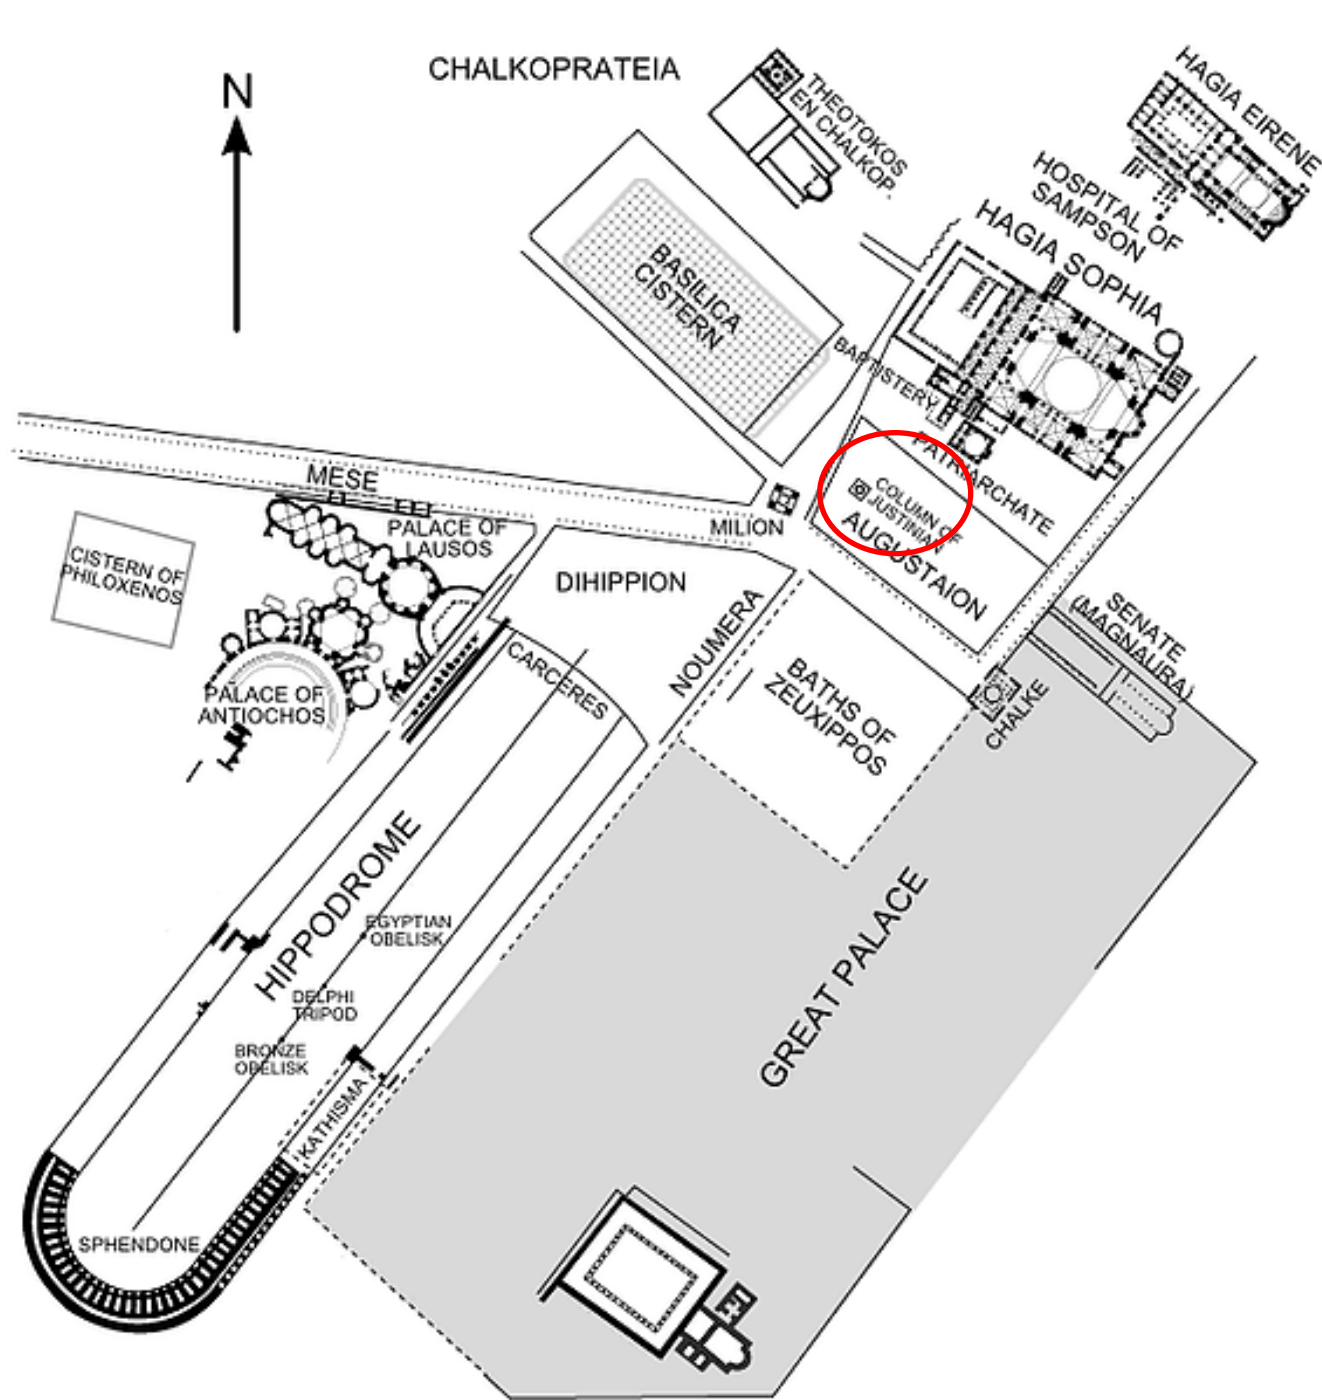 N
CHALKOPRATEIA
THEOTOKOS
EN CHALKOP.
HAGIA EIRENE
HOSPITAL OF
SAMPSON
HAGIA SOPHIA
BASILICA
CISTERN
BAPTISTERY
PATRIARCHATE
COLUMN OF
JUSTINIAN
AUGUSTAION
MESE
MILION
PALACE OF
LAUSOS
CISTERN OF
PHILOXENOS
DIHIPPION
NOUMERA
SENATE
(MAGNAURA)
CHALKE
BATHS OF
ZEUXIPPOS
CARCERES
PALACE OF
ANTIOCHOS
HIPPODROME
EGYPTIAN
OBELISK
DELPHI
TRIPOD
BRONZE
OBELISK
KATHISMA
GREAT PALACE
SPHENDONE